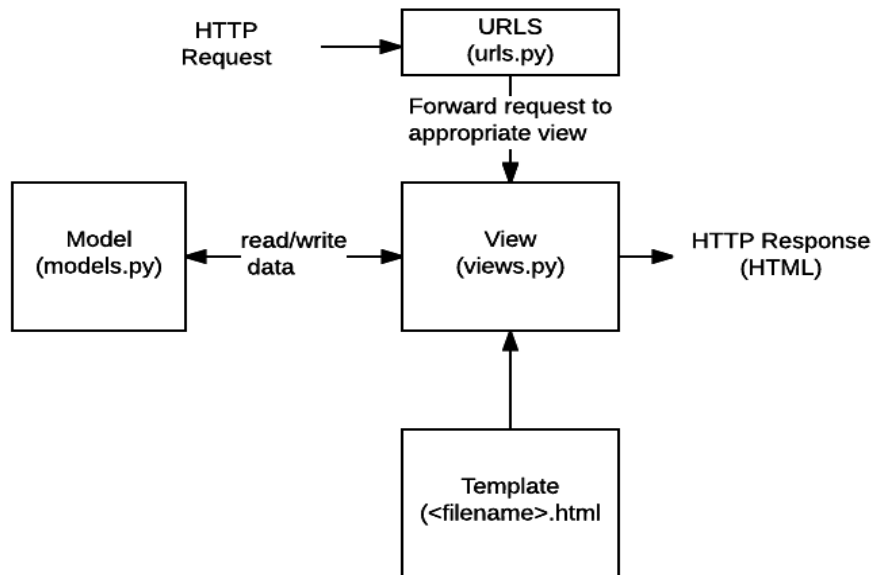 HTTP
Request
URLS
(urls.py)
Forward request to
appropriate view
Model
(models.py)
read/write
data
View
(views.py)
HTTP Response
(HTML)
Template
(<filename>.html